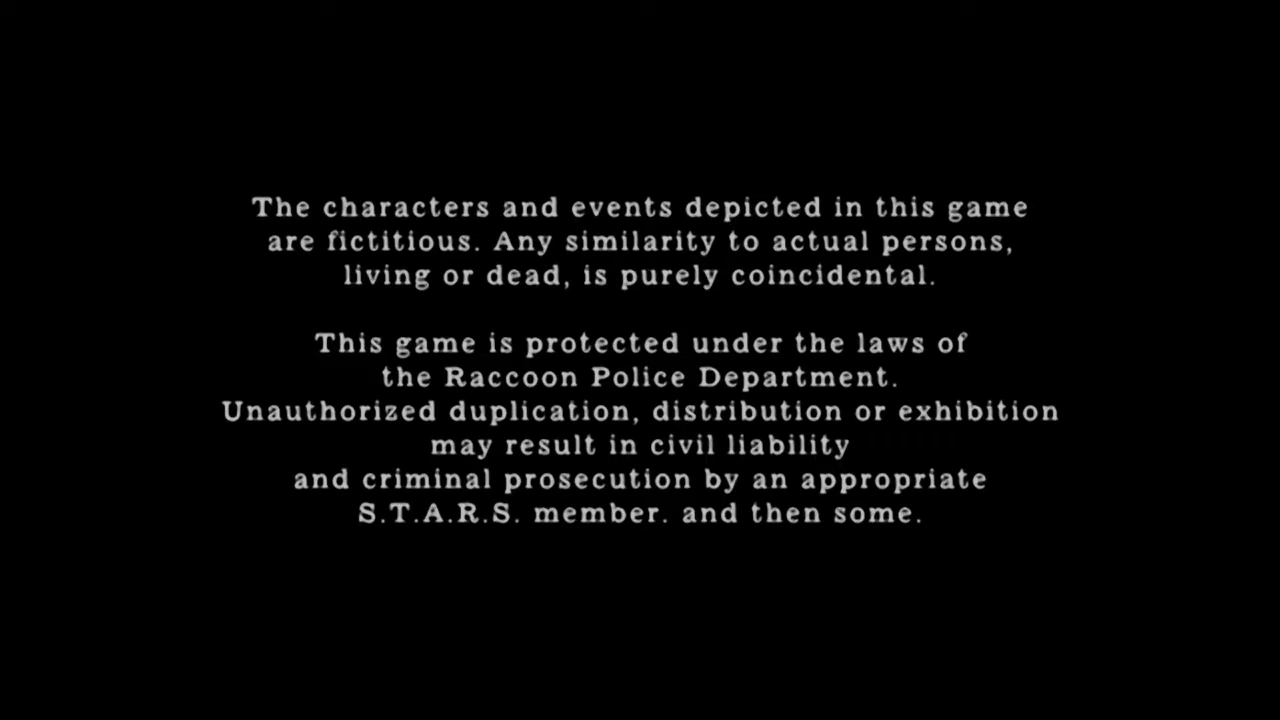 The characters and events depicted in this game
are fictitious. Any similarity to actual persons,
living or dead, is purely coincidental.
This game is protected under the laws of
the Raccoon Police Department.
Unauthorized duplication, distribution or exhibition
may result in civil liability
and criminal prosecution by an appropriate
S.T.A.R.S. member. and then some.